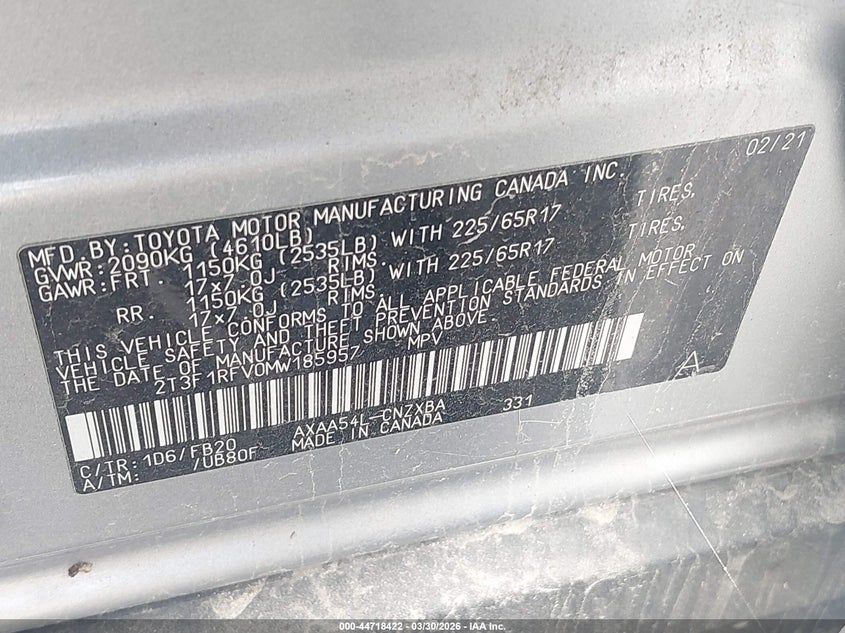 02/21
MFD.BY:TOYOTA MOTOR MANUFACTURING CANADA INC.
GVWR:2090KG (4610LB)
GAWR:FRT. 1150KG (2535LB) WITH 225/65R17 TIRES,
17x7.0J RIMS.
RR. 1150KG (2535LB) WITH 225/65R17 TIRES,
17x7.0J RIMS.
THIS VEHICLE CONFORMS TO ALL APPLICABLE FEDERAL MOTOR
VEHICLE SAFETY AND THEFT PREVENTION STANDARDS IN EFFECT ON
THE DATE OF MANUFACTURE SHOWN ABOVE.
2T3F1RFV0MW185957 MPV
A
C/TR:1D6/FB20 AXAA54L-CNZXBA 331
A/TM: /UB80F MADE IN CANADA
000-44718422 - 03/30/2026 - IAA Inc.